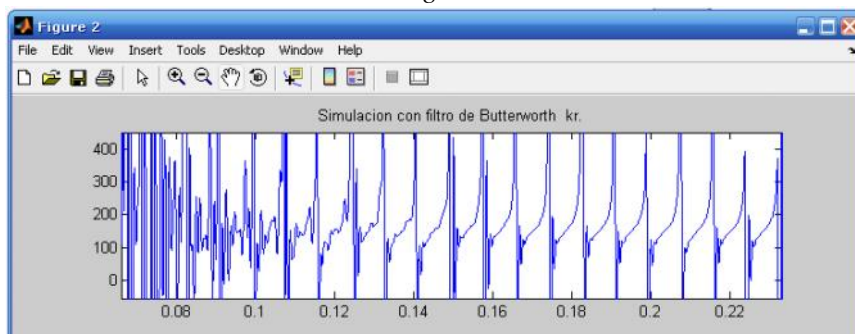 Figure 2
File Edit View Insert Tools Desktop Window Help
Simulacion con filtro de Butterworth kr.
400
300
200
100
0
0.08 0.1 0.12 0.14 0.16 0.18 0.2 0.22